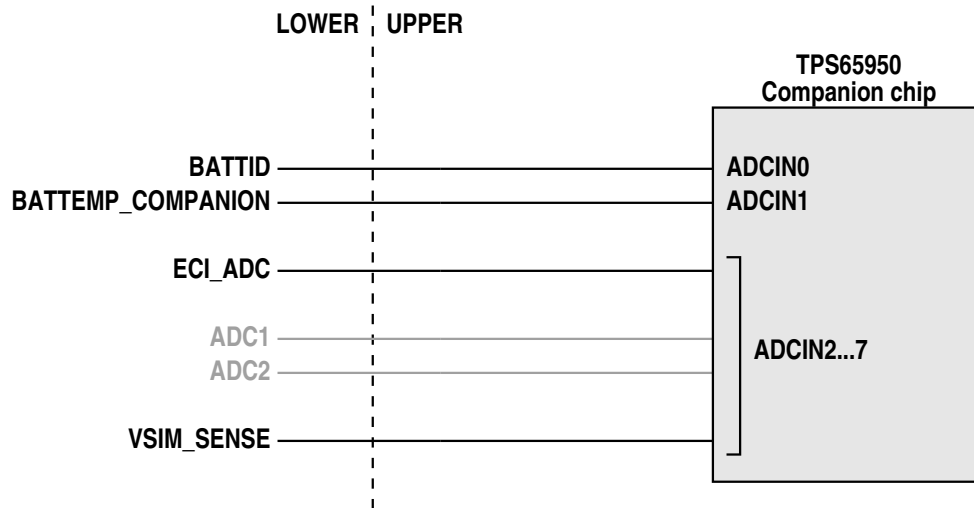 LOWER UPPER
TPS65950
Companion chip
BATTID ADCIN0
BATTEMP_COMPANION ADCIN1
ECI_ADC
ADC1
ADCIN2...7
ADC2
VSIM_SENSE